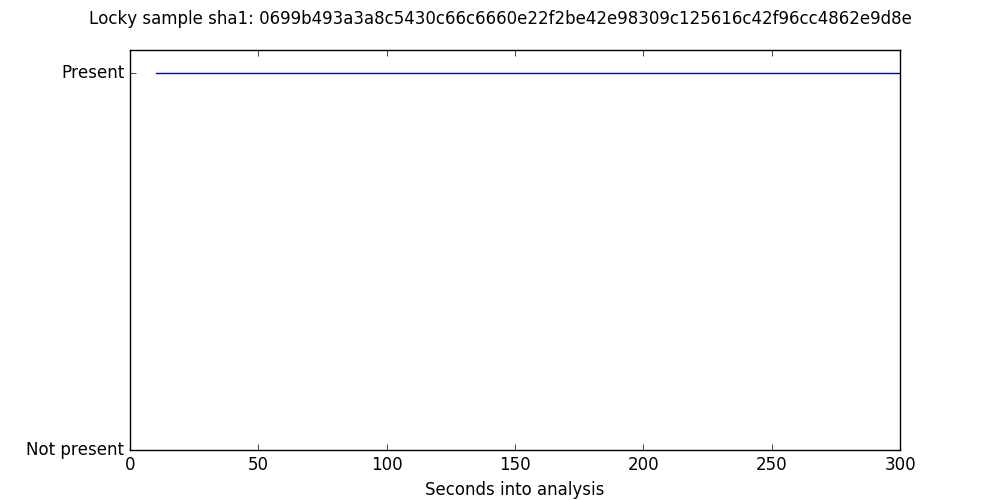 Locky sample sha1: 0699b493a3a8c5430c66c6660e22f2be42e98309c125616c42f96cc4862e9d8e
Present
Not present
0 50 100 150 200 250 300
Seconds into analysis